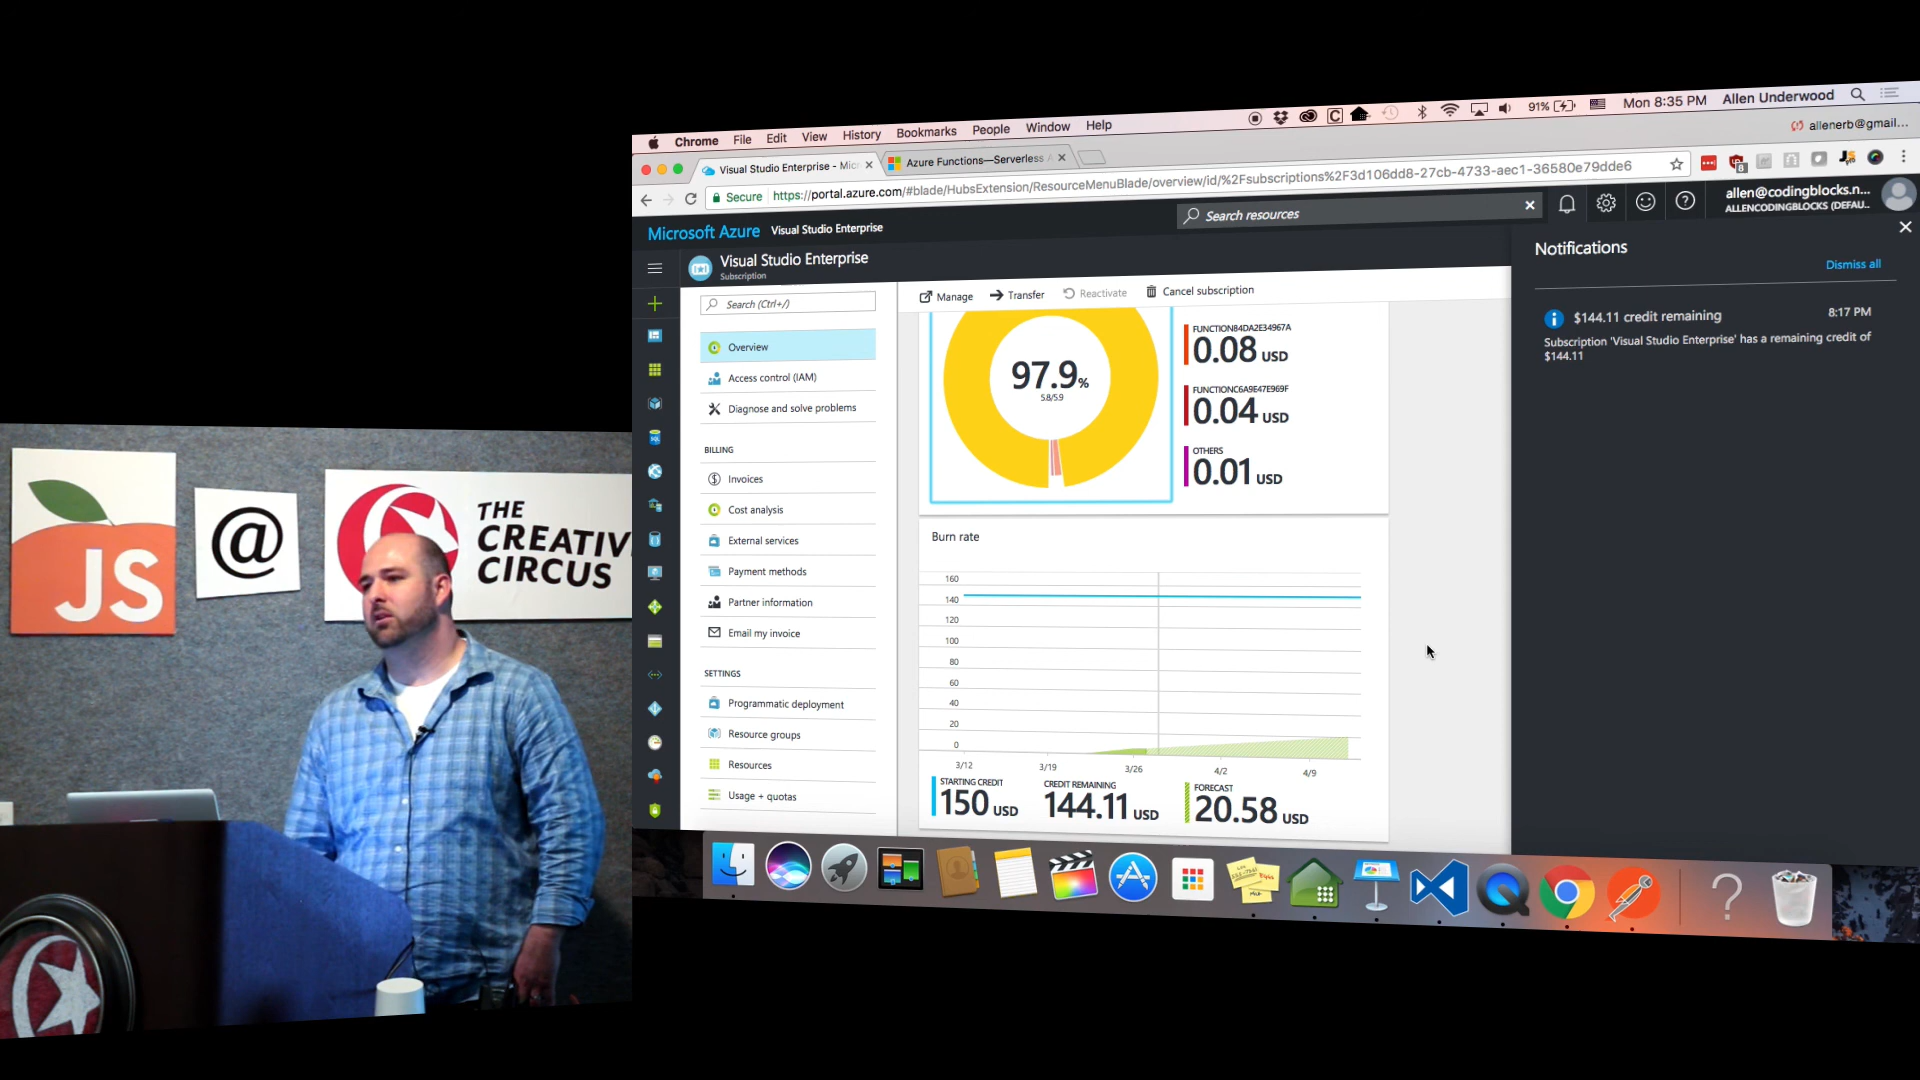 JS
@
THE
CREATIV
CIRCUS
Chrome File Edit View History Bookmarks People Window Help
C
91%
Mon 8:35 PM
Allen Underwood
Visual Studio Enterprise - Mic
Azure Functions—Serverless A
allenerb@gmail...
Secure https://portal.azure.com/#blade/HubsExtension/ResourceMenuBlade/overview/id/%2Fsubscriptions%2F3d106dd8-27cb-4733-aec1-36580e79dde6
Microsoft Azure Visual Studio Enterprise
Search resources
allen@codingblocks.n...
ALLENCODINGBLOCKS (DEFAU...
Visual Studio Enterprise
Subscription
Search (Ctrl+/)
Overview
Access control (IAM)
Diagnose and solve problems
BILLING
Invoices
Cost analysis
External services
Payment methods
Partner information
Email my invoice
SETTINGS
Programmatic deployment
Resource groups
Resources
Usage + quotas
Manage
Transfer
Reactivate
Cancel subscription
97.9%
5.8/5.9
FUNCTION84DA2E34967A
0.08 USD
FUNCTIONC6A9E47E969F
0.04 USD
OTHERS
0.01 USD
Burn rate
160
140
120
100
80
60
40
20
0
3/12 3/19 3/26 4/2 4/9
STARTING CREDIT
150 USD
CREDIT REMAINING
144.11 USD
FORECAST
20.58 USD
Notifications
Dismiss all
$144.11 credit remaining
8:17 PM
Subscription 'Visual Studio Enterprise' has a remaining credit of
$144.11